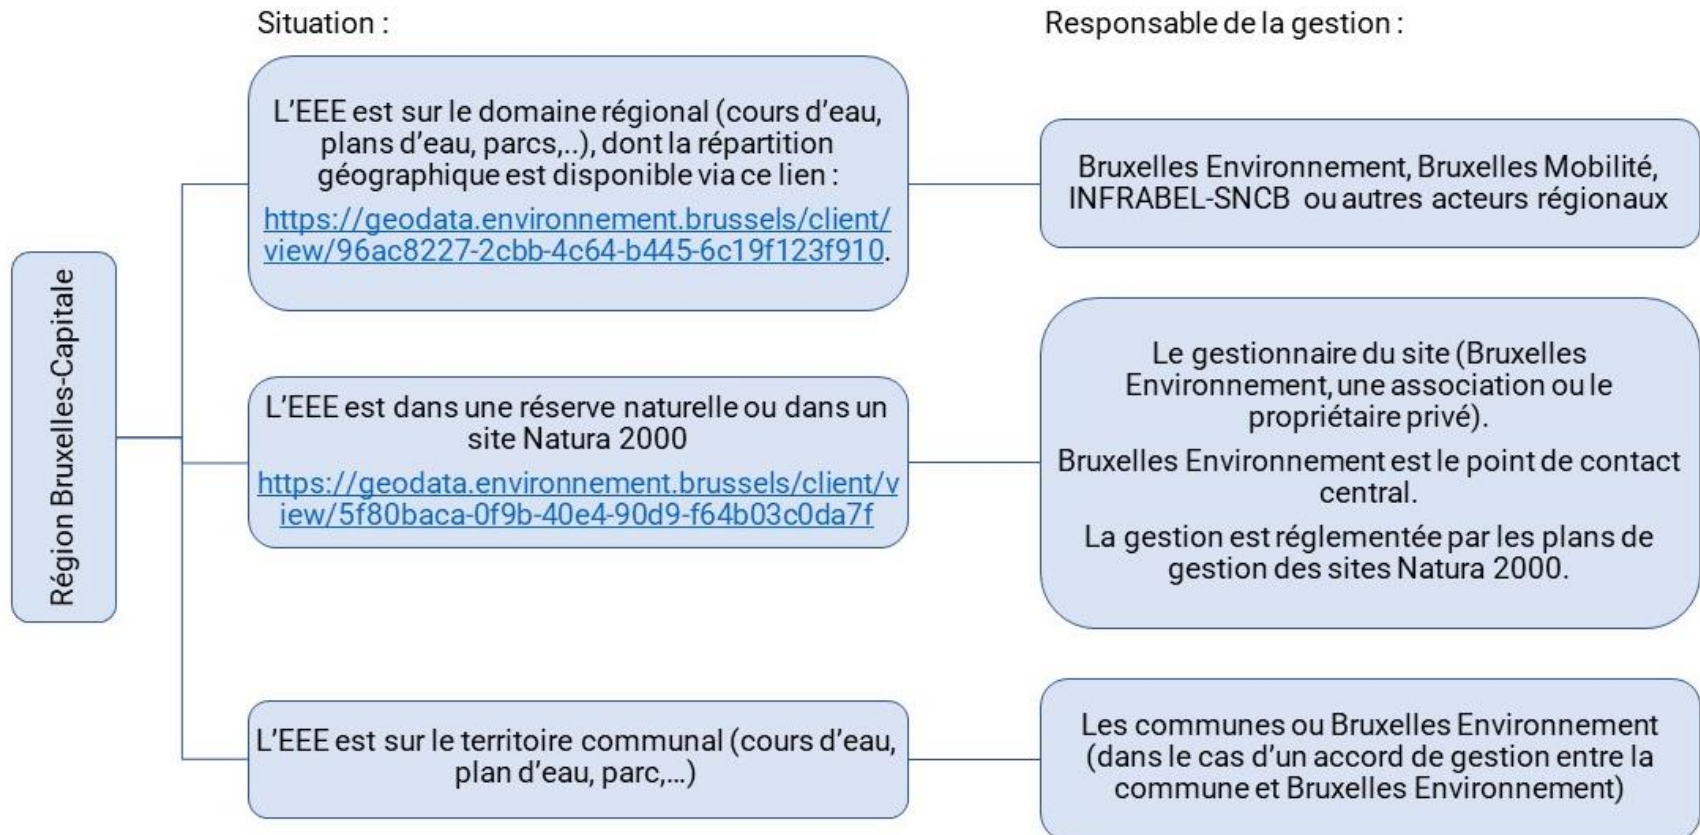 Situation :
Responsable de la gestion :
Région Bruxelles-Capitale
L'EEE est sur le domaine régional (cours d'eau,
plans d'eau, parcs,..), dont la répartition
géographique est disponible via ce lien :
https://geodata.environnement.brussels/client/
view/96ac8227-2cbb-4c64-b445-6c19f123f910.
Bruxelles Environnement, Bruxelles Mobilité,
INFRABEL-SNCB ou autres acteurs régionaux
L'EEE est dans une réserve naturelle ou dans un
site Natura 2000
https://geodata.environnement.brussels/client/v
iew/5f80baca-0f9b-40e4-90d9-f64b03c0da7f
Le gestionnaire du site (Bruxelles
Environnement, une association ou le
propriétaire privé).
Bruxelles Environnement est le point de contact
central.
La gestion est réglementée par les plans de
gestion des sites Natura 2000.
L'EEE est sur le territoire communal (cours d'eau,
plan d'eau, parc,...)
Les communes ou Bruxelles Environnement
(dans le cas d'un accord de gestion entre la
commune et Bruxelles Environnement)